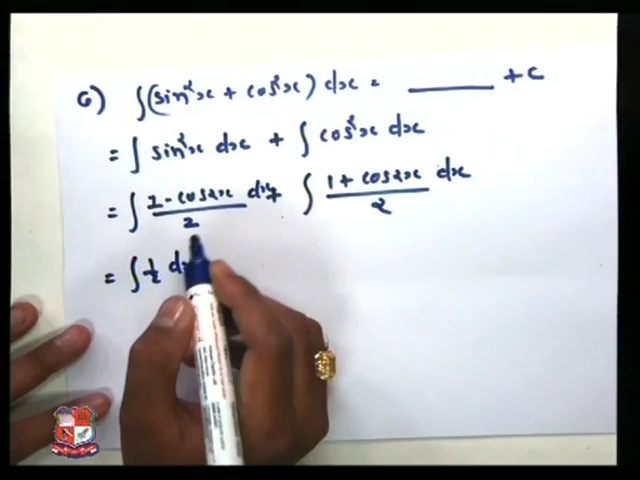 6) ∫(sin²x + cos²x) dx = ______ + c
= ∫ sin²x dx + ∫ cos²x dx
= ∫ (1 - cos2x)/2 dx + ∫ (1 + cos2x)/2 dx
= ∫ 1/2 dx